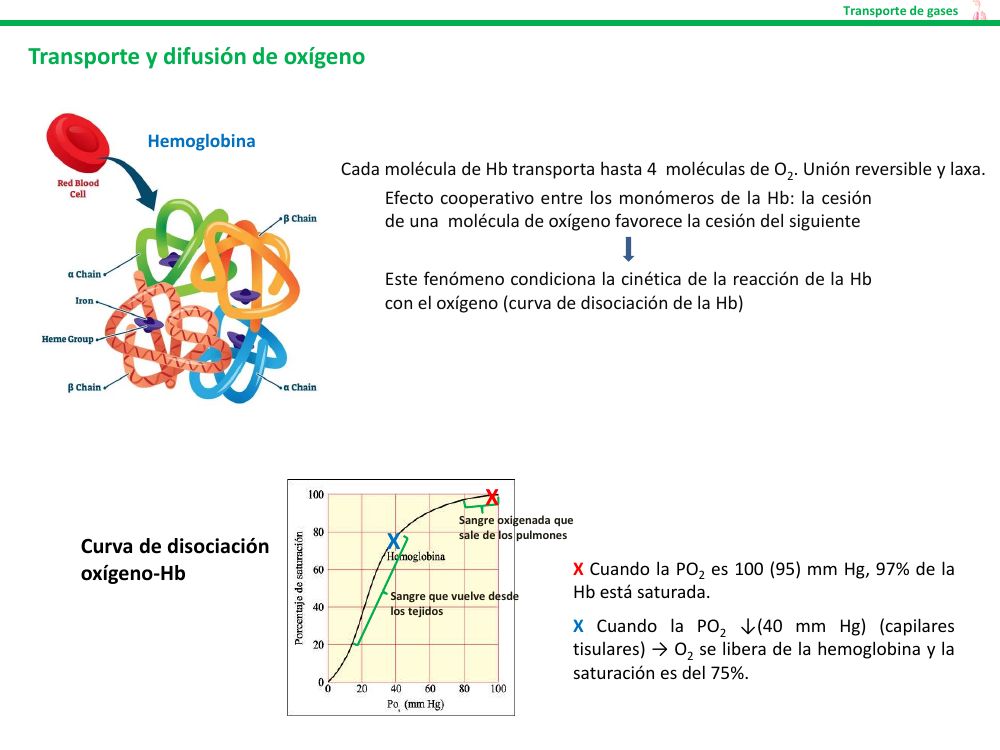 Transporte de gases
Transporte y difusión de oxígeno
Hemoglobina
Red Blood
Cell
β Chain
α Chain
Iron
Heme Group
β Chain
α Chain
Cada molécula de Hb transporta hasta 4 moléculas de O2. Unión reversible y laxa.
Efecto cooperativo entre los monómeros de la Hb: la cesión
de una molécula de oxígeno favorece la cesión del siguiente
Este fenómeno condiciona la cinética de la reacción de la Hb
con el oxígeno (curva de disociación de la Hb)
Curva de disociación
oxígeno-Hb
Porcentaje de saturación
100
80
60
40
20
0
X
X
Sangre oxigenada que
sale de los pulmones
Hemoglobina
Sangre que vuelve desde
los tejidos
0 20 40 60 80 100
Po2 (mm Hg)
X Cuando la PO2 es 100 (95) mm Hg, 97% de la
Hb está saturada.
X Cuando la PO2 ↓(40 mm Hg) (capilares
tisulares) → O2 se libera de la hemoglobina y la
saturación es del 75%.